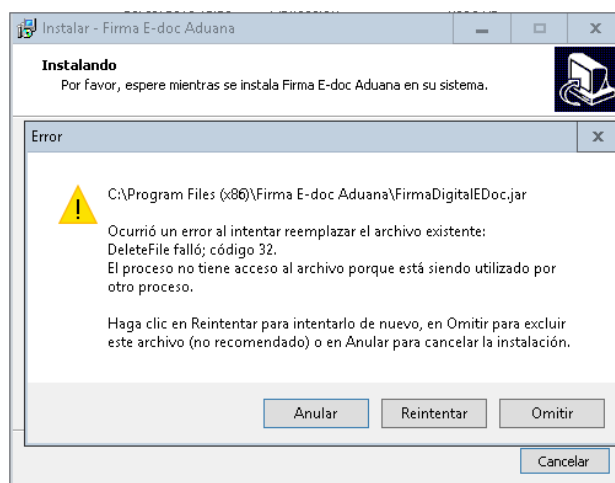 Instalar - Firma E-doc Aduana
Instalando
Por favor, espere mientras se instala Firma E-doc Aduana en su sistema.
Error
C:\Program Files (x86)\Firma E-doc Aduana\FirmaDigitalEDoc.jar
Ocurrió un error al intentar reemplazar el archivo existente:
DeleteFile falló; código 32.
El proceso no tiene acceso al archivo porque está siendo utilizado por
otro proceso.
Haga clic en Reintentar para intentarlo de nuevo, en Omitir para excluir
este archivo (no recomendado) o en Anular para cancelar la instalación.
Anular Reintentar Omitir
Cancelar